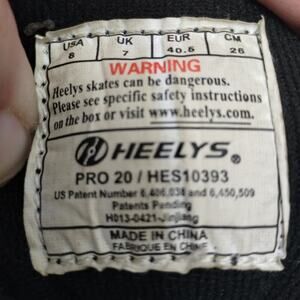 USA UK EUR CM
8 7 40.5 26
WARNING
Heelys skates can be dangerous.
Please see specific safety instructions
on the box or visit www.heelys.com.
HEELYS®
PRO 20 / HES10393
US Patent Number 6,406,038 and 6,450,509
Patents Pending
H013-0421-Jinjiang
MADE IN CHINA
FABRIQUE EN CHINE